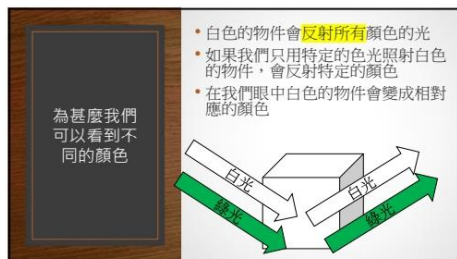 為甚麼我們
可以看到不
同的顏色
• 白色的物件會反射所有顏色的光
• 如果我們只用特定的色光照射白色
的物件，會反射特定的顏色
• 在我們眼中白色的物件會變成相對
應的顏色
白光
白光
綠光
綠光